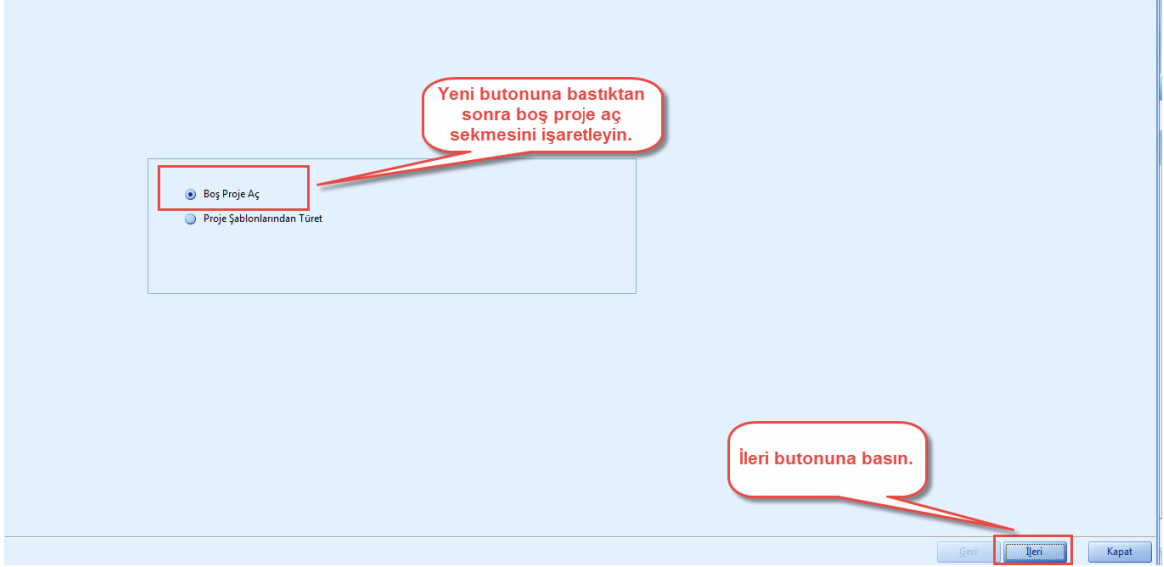 Yeni butonuna bastıktan
sonra boş proje aç
sekmesini işaretleyin.
Boş Proje Aç
Proje Şablonlarından Türet
İleri butonuna basın.
Geri
İleri
Kapat